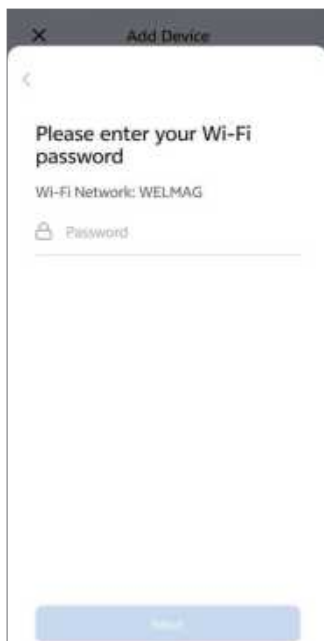 Add Device
Please enter your Wi-Fi
password
Wi-Fi Network: WELMAG
Password
Next